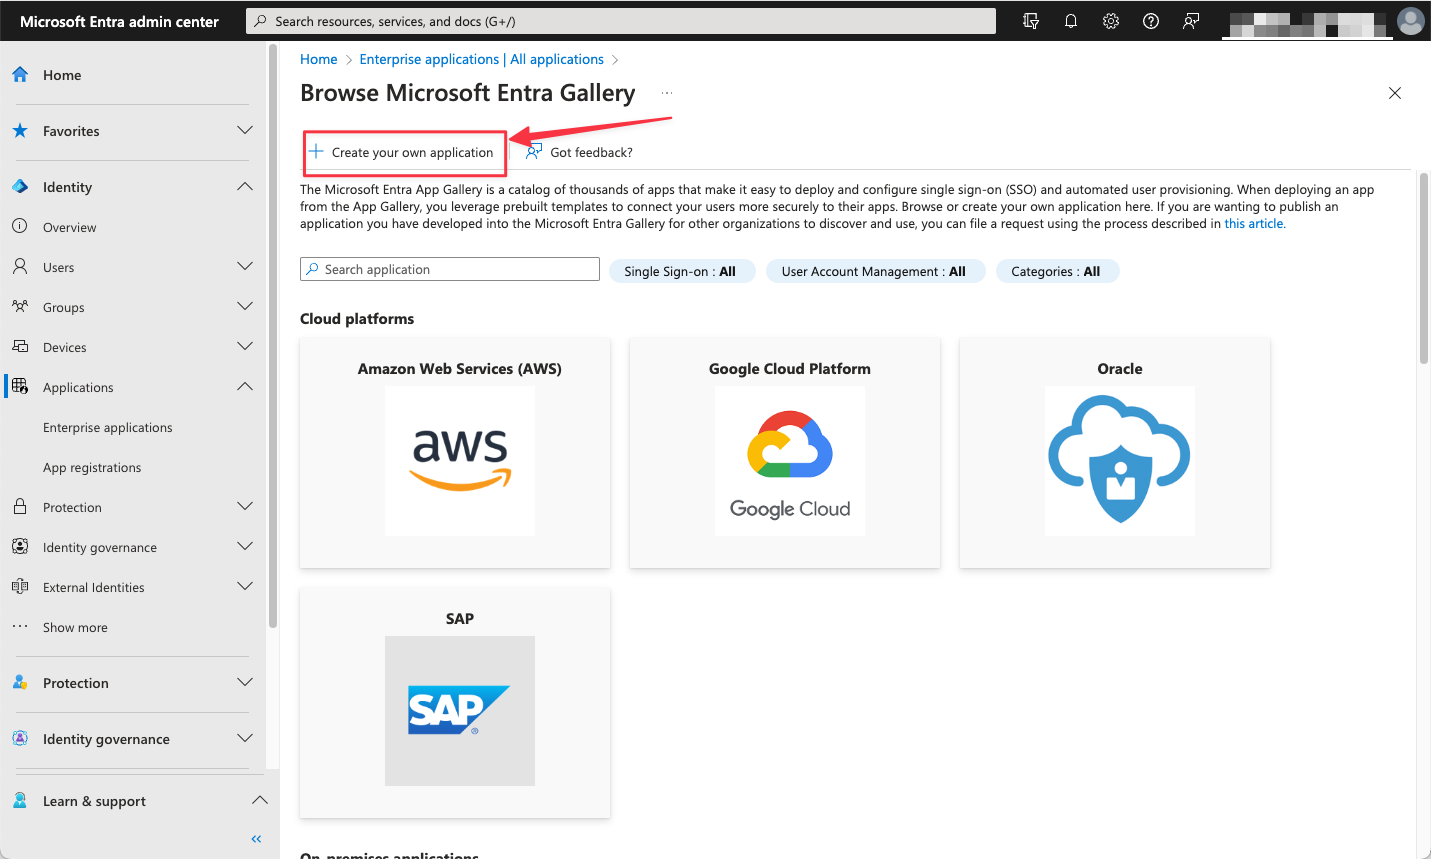 Microsoft Entra admin center
Search resources, services, and docs (G+/)
Home
Favorites
Identity
Overview
Users
Groups
Devices
Applications
Enterprise applications
App registrations
Protection
Identity governance
External Identities
Show more
Protection
Identity governance
Learn & support
Home > Enterprise applications | All applications >
Browse Microsoft Entra Gallery ...
Create your own application
Got feedback?
The Microsoft Entra App Gallery is a catalog of thousands of apps that make it easy to deploy and configure single sign-on (SSO) and automated user provisioning. When deploying an app
from the App Gallery, you leverage prebuilt templates to connect your users more securely to their apps. Browse or create your own application here. If you are wanting to publish an
application you have developed into the Microsoft Entra Gallery for other organizations to discover and use, you can file a request using the process described in this article.
Search application
Single Sign-on : All
User Account Management : All
Categories : All
Cloud platforms
Amazon Web Services (AWS)
aws
Google Cloud Platform
Google Cloud
Oracle
SAP
SAP®
On-premises applications